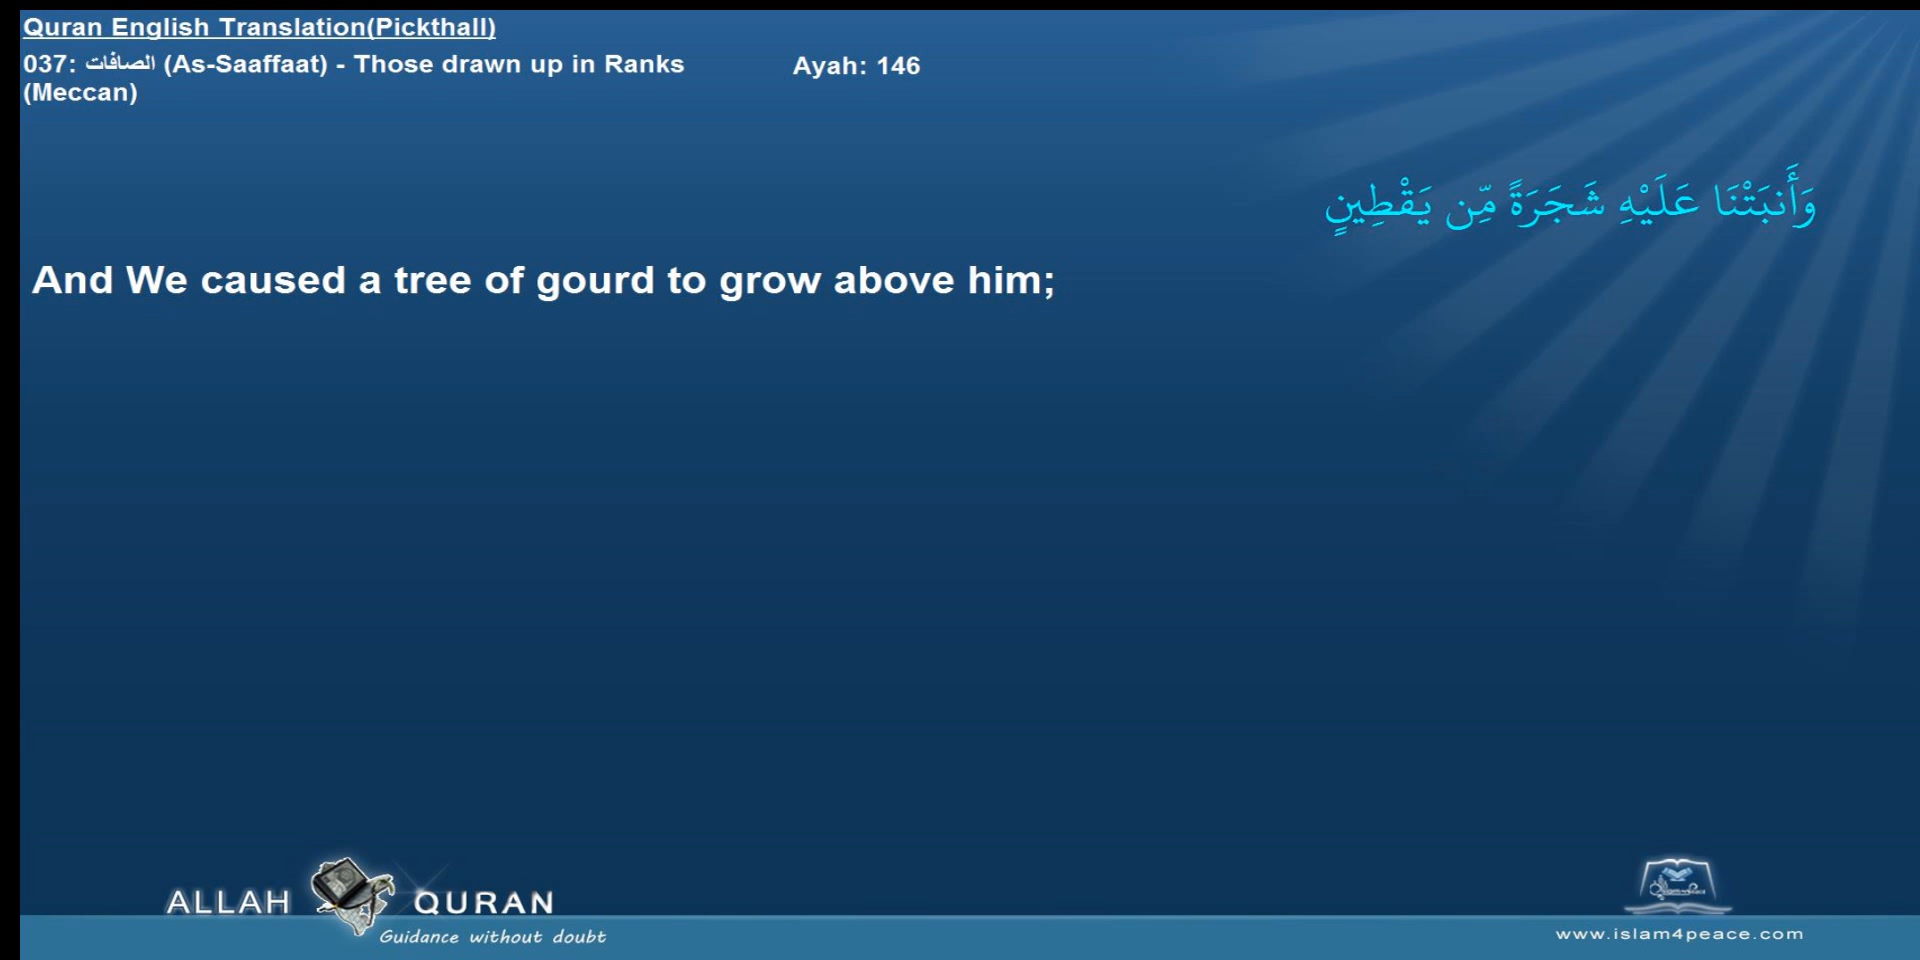 Quran English Translation(Pickthall)
037: الصافات (As-Saaffaat) - Those drawn up in Ranks
(Meccan)
Ayah: 146
وَأَنبَتْنَا عَلَيْهِ شَجَرَةً مِّن يَقْطِينٍ
And We caused a tree of gourd to grow above him;
ALLAH QURAN
Guidance without doubt
www.islam4peace.com